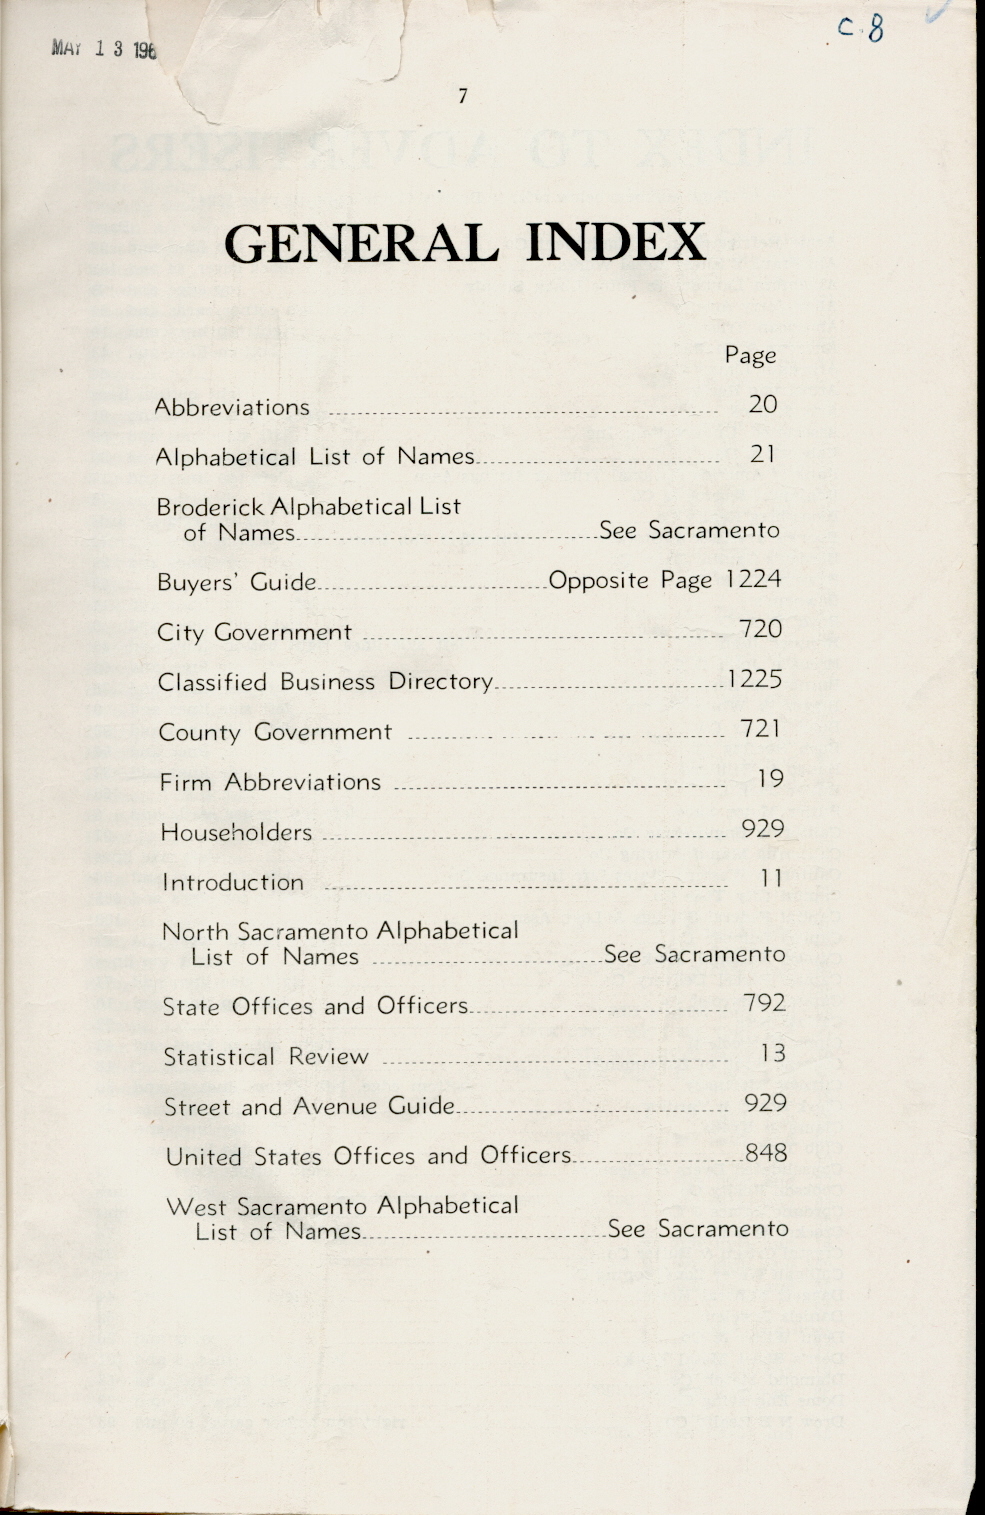 C.8
MAY 13 196
7
GENERAL INDEX
Page
Abbreviations 20
Alphabetical List of Names 21
Broderick Alphabetical List
of Names See Sacramento
Buyers' Guide Opposite Page 1224
City Government 720
Classified Business Directory 1225
County Government 721
Firm Abbreviations 19
Householders 929
Introduction 11
North Sacramento Alphabetical
List of Names See Sacramento
State Offices and Officers 792
Statistical Review 13
Street and Avenue Guide 929
United States Offices and Officers 848
West Sacramento Alphabetical
List of Names See Sacramento